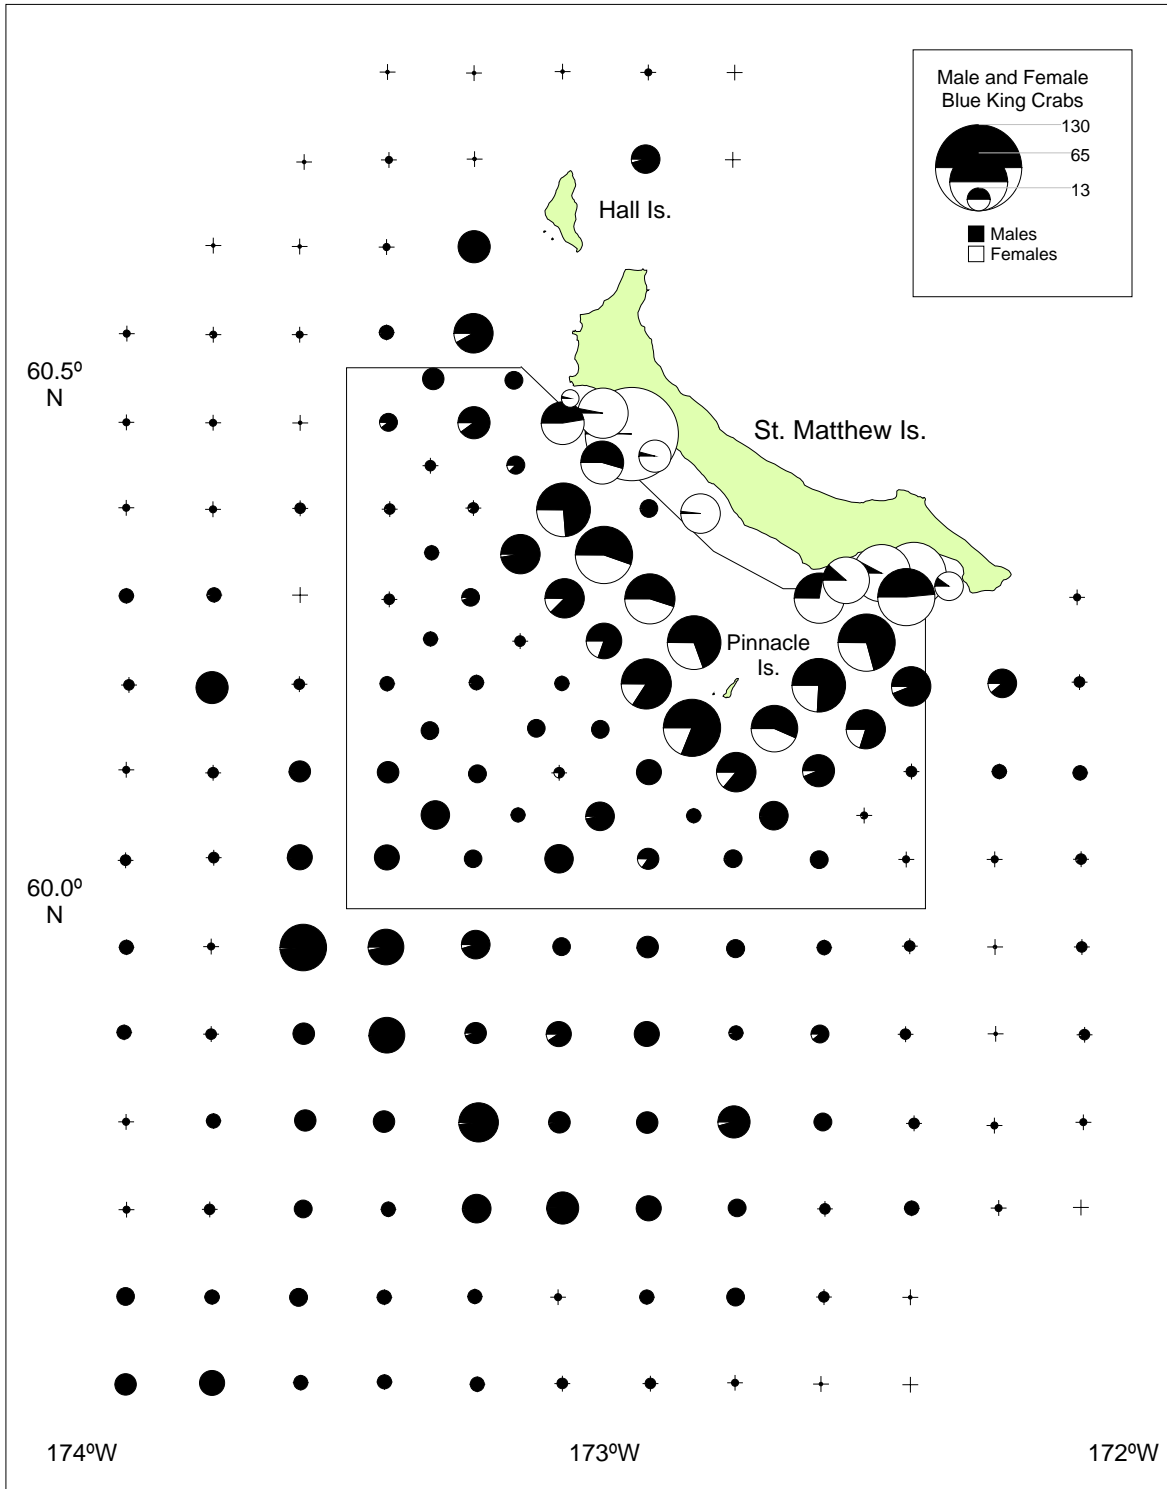 Male and Female
Blue King Crabs
130
65
13
Males
Females
Hall Is.
60.5º
N
St. Matthew Is.
Pinnacle
Is.
60.0º
N
174ºW
173ºW
172ºW